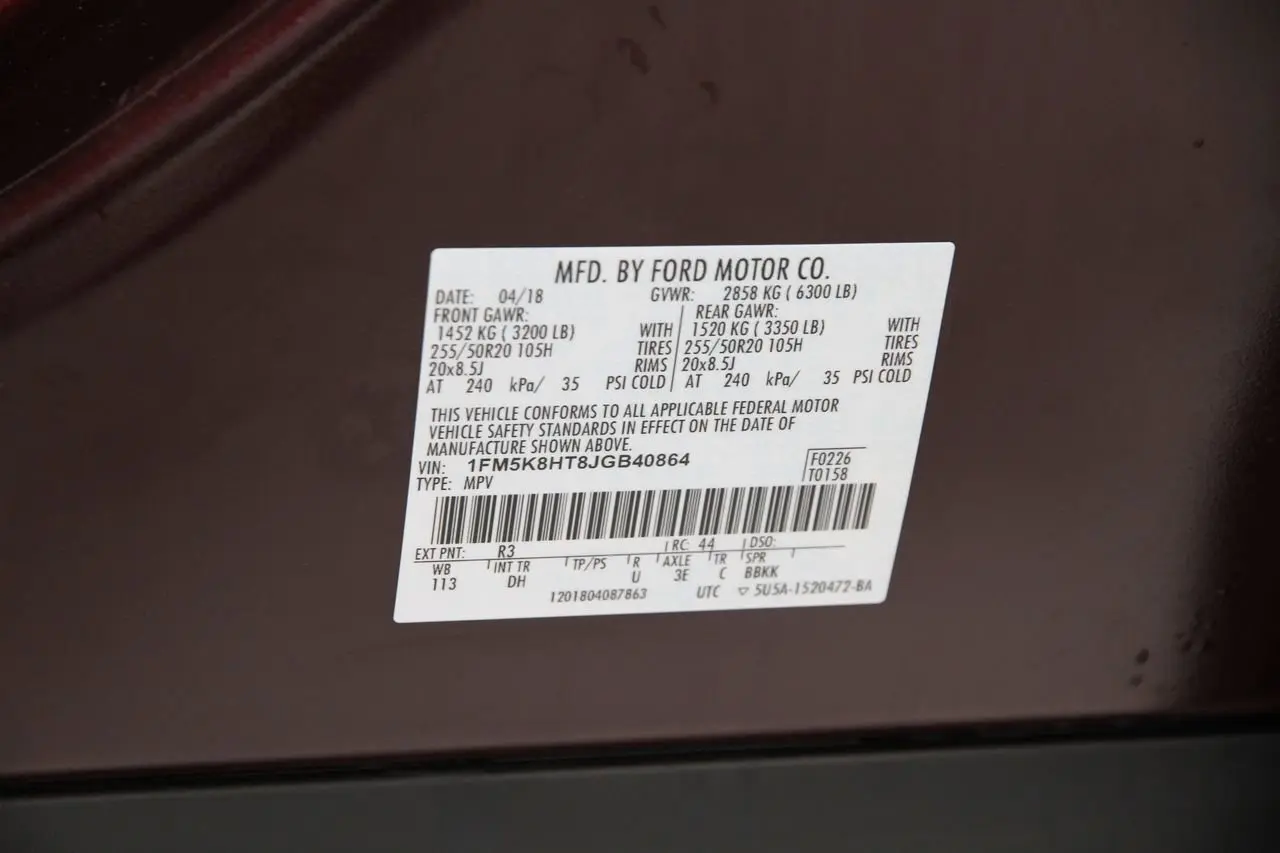 MFD. BY FORD MOTOR CO.
DATE: 04/18 GVWR: 2858 KG ( 6300 LB)
FRONT GAWR: REAR GAWR:
1452 KG ( 3200 LB) WITH 1520 KG ( 3350 LB) WITH
255/50R20 105H TIRES 255/50R20 105H TIRES
20x8.5J RIMS 20x8.5J RIMS
AT 240 kPa/ 35 PSI COLD AT 240 kPa/ 35 PSI COLD
THIS VEHICLE CONFORMS TO ALL APPLICABLE FEDERAL MOTOR
VEHICLE SAFETY STANDARDS IN EFFECT ON THE DATE OF
MANUFACTURE SHOWN ABOVE.
VIN: 1FM5K8HT8JGB40864 F0226
TYPE: MPV T0158
EXT PNT: R3 RC: 44 DSO:
WB INT TR TP/PS R AXLE TR SPR
113 DH U 3E C BBKK
1201804087863 UTC ▽ 5U5A-1520472-BA